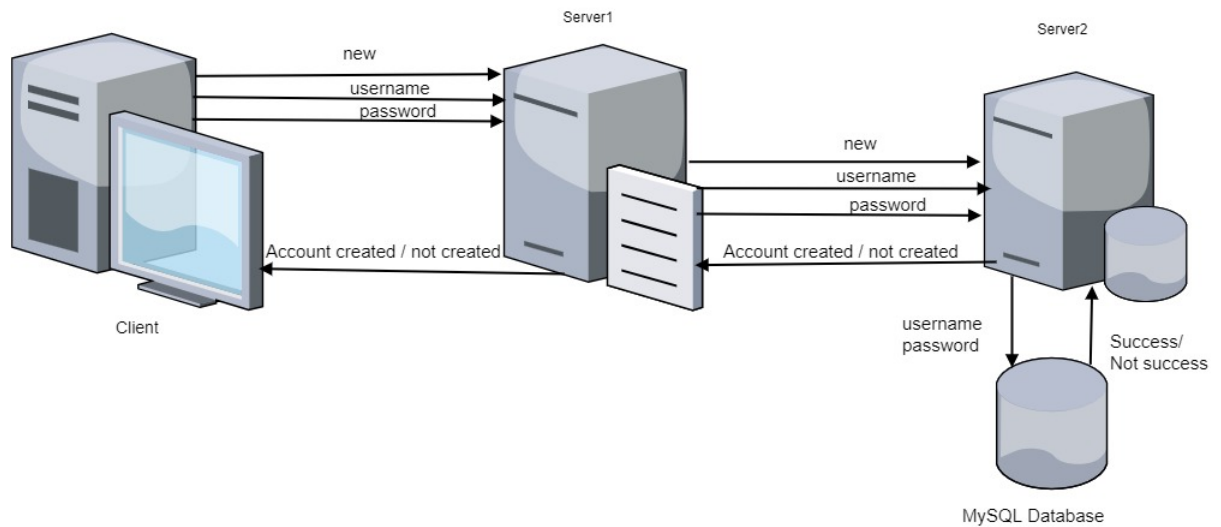 Server1
Server2
new
username
password
new
username
password
Account created / not created
Account created / not created
Client
username
password
Success/
Not success
MySQL Database